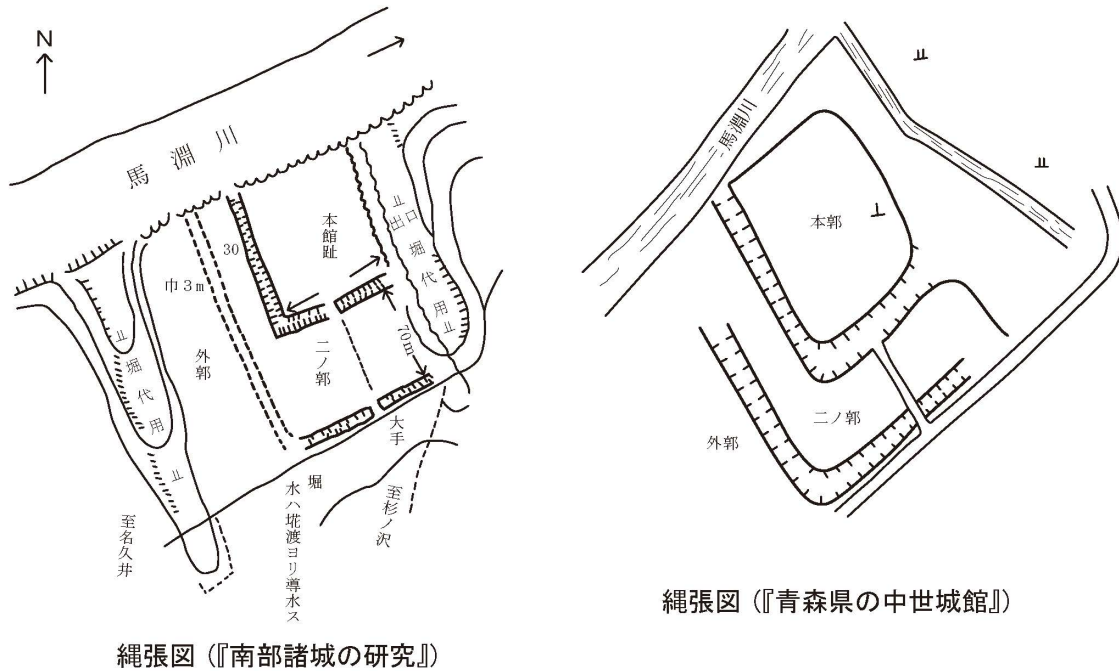 N
馬淵川
30
本館趾
出口
堀代用
巾3m
外郭
二ノ郭
70m
堀代用
大手
堀
水ハ埖渡ヨリ導水ス
至杉ノ沢
至名久井
縄張図(『南部諸城の研究』)
馬淵川
本郭
二ノ郭
外郭
縄張図(『青森県の中世城館』)